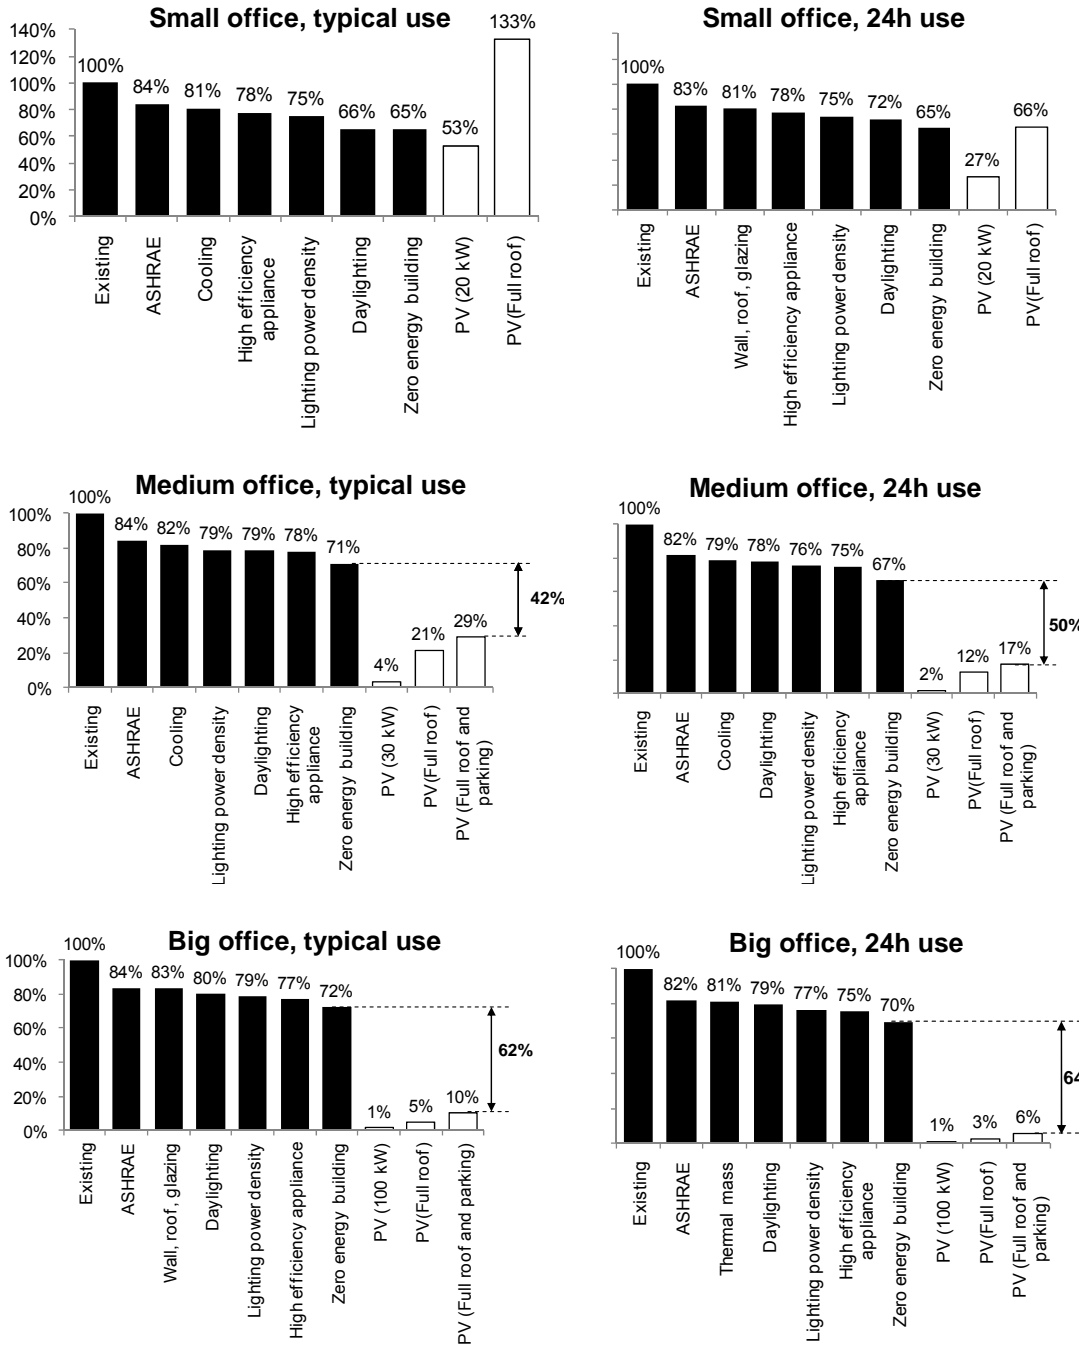 Small office, typical use
140%
120%
100%
80%
60%
40%
20%
0%
100%
84%
81%
78%
75%
66%
65%
53%
133%
Existing
ASHRAE
Cooling
High efficiency
appliance
Lighting power density
Daylighting
Zero energy building
PV (20 kW)
PV(Full roof)
Small office, 24h use
100%
83%
81%
78%
75%
72%
65%
27%
66%
Existing
ASHRAE
Wall, roof, glazing
High efficiency appliance
Lighting power density
Daylighting
Zero energy building
PV (20 kW)
PV(Full roof)
Medium office, typical use
100%
80%
60%
40%
20%
0%
100%
84%
82%
79%
79%
78%
71%
4%
21%
29%
42%
Existing
ASHRAE
Cooling
Lighting power density
Daylighting
High efficiency
appliance
Zero energy building
PV (30 kW)
PV(Full roof)
PV (Full roof and
parking)
Medium office, 24h use
100%
82%
79%
78%
76%
75%
67%
2%
12%
17%
50%
Existing
ASHRAE
Cooling
Daylighting
Lighting power density
High efficiency
appliance
Zero energy building
PV (30 kW)
PV(Full roof)
PV (Full roof and
parking)
Big office, typical use
100%
80%
60%
40%
20%
0%
100%
84%
83%
80%
79%
77%
72%
1%
5%
10%
62%
Existing
ASHRAE
Wall, roof, glazing
Daylighting
Lighting power density
High efficiency appliance
Zero energy building
PV (100 kW)
PV(Full roof)
PV (Full roof and parking)
Big office, 24h use
100%
82%
81%
79%
77%
75%
70%
1%
3%
6%
64
Existing
ASHRAE
Thermal mass
Daylighting
Lighting power density
High efficiency
appliance
Zero energy building
PV (100 kW)
PV(Full roof)
PV (Full roof and
parking)